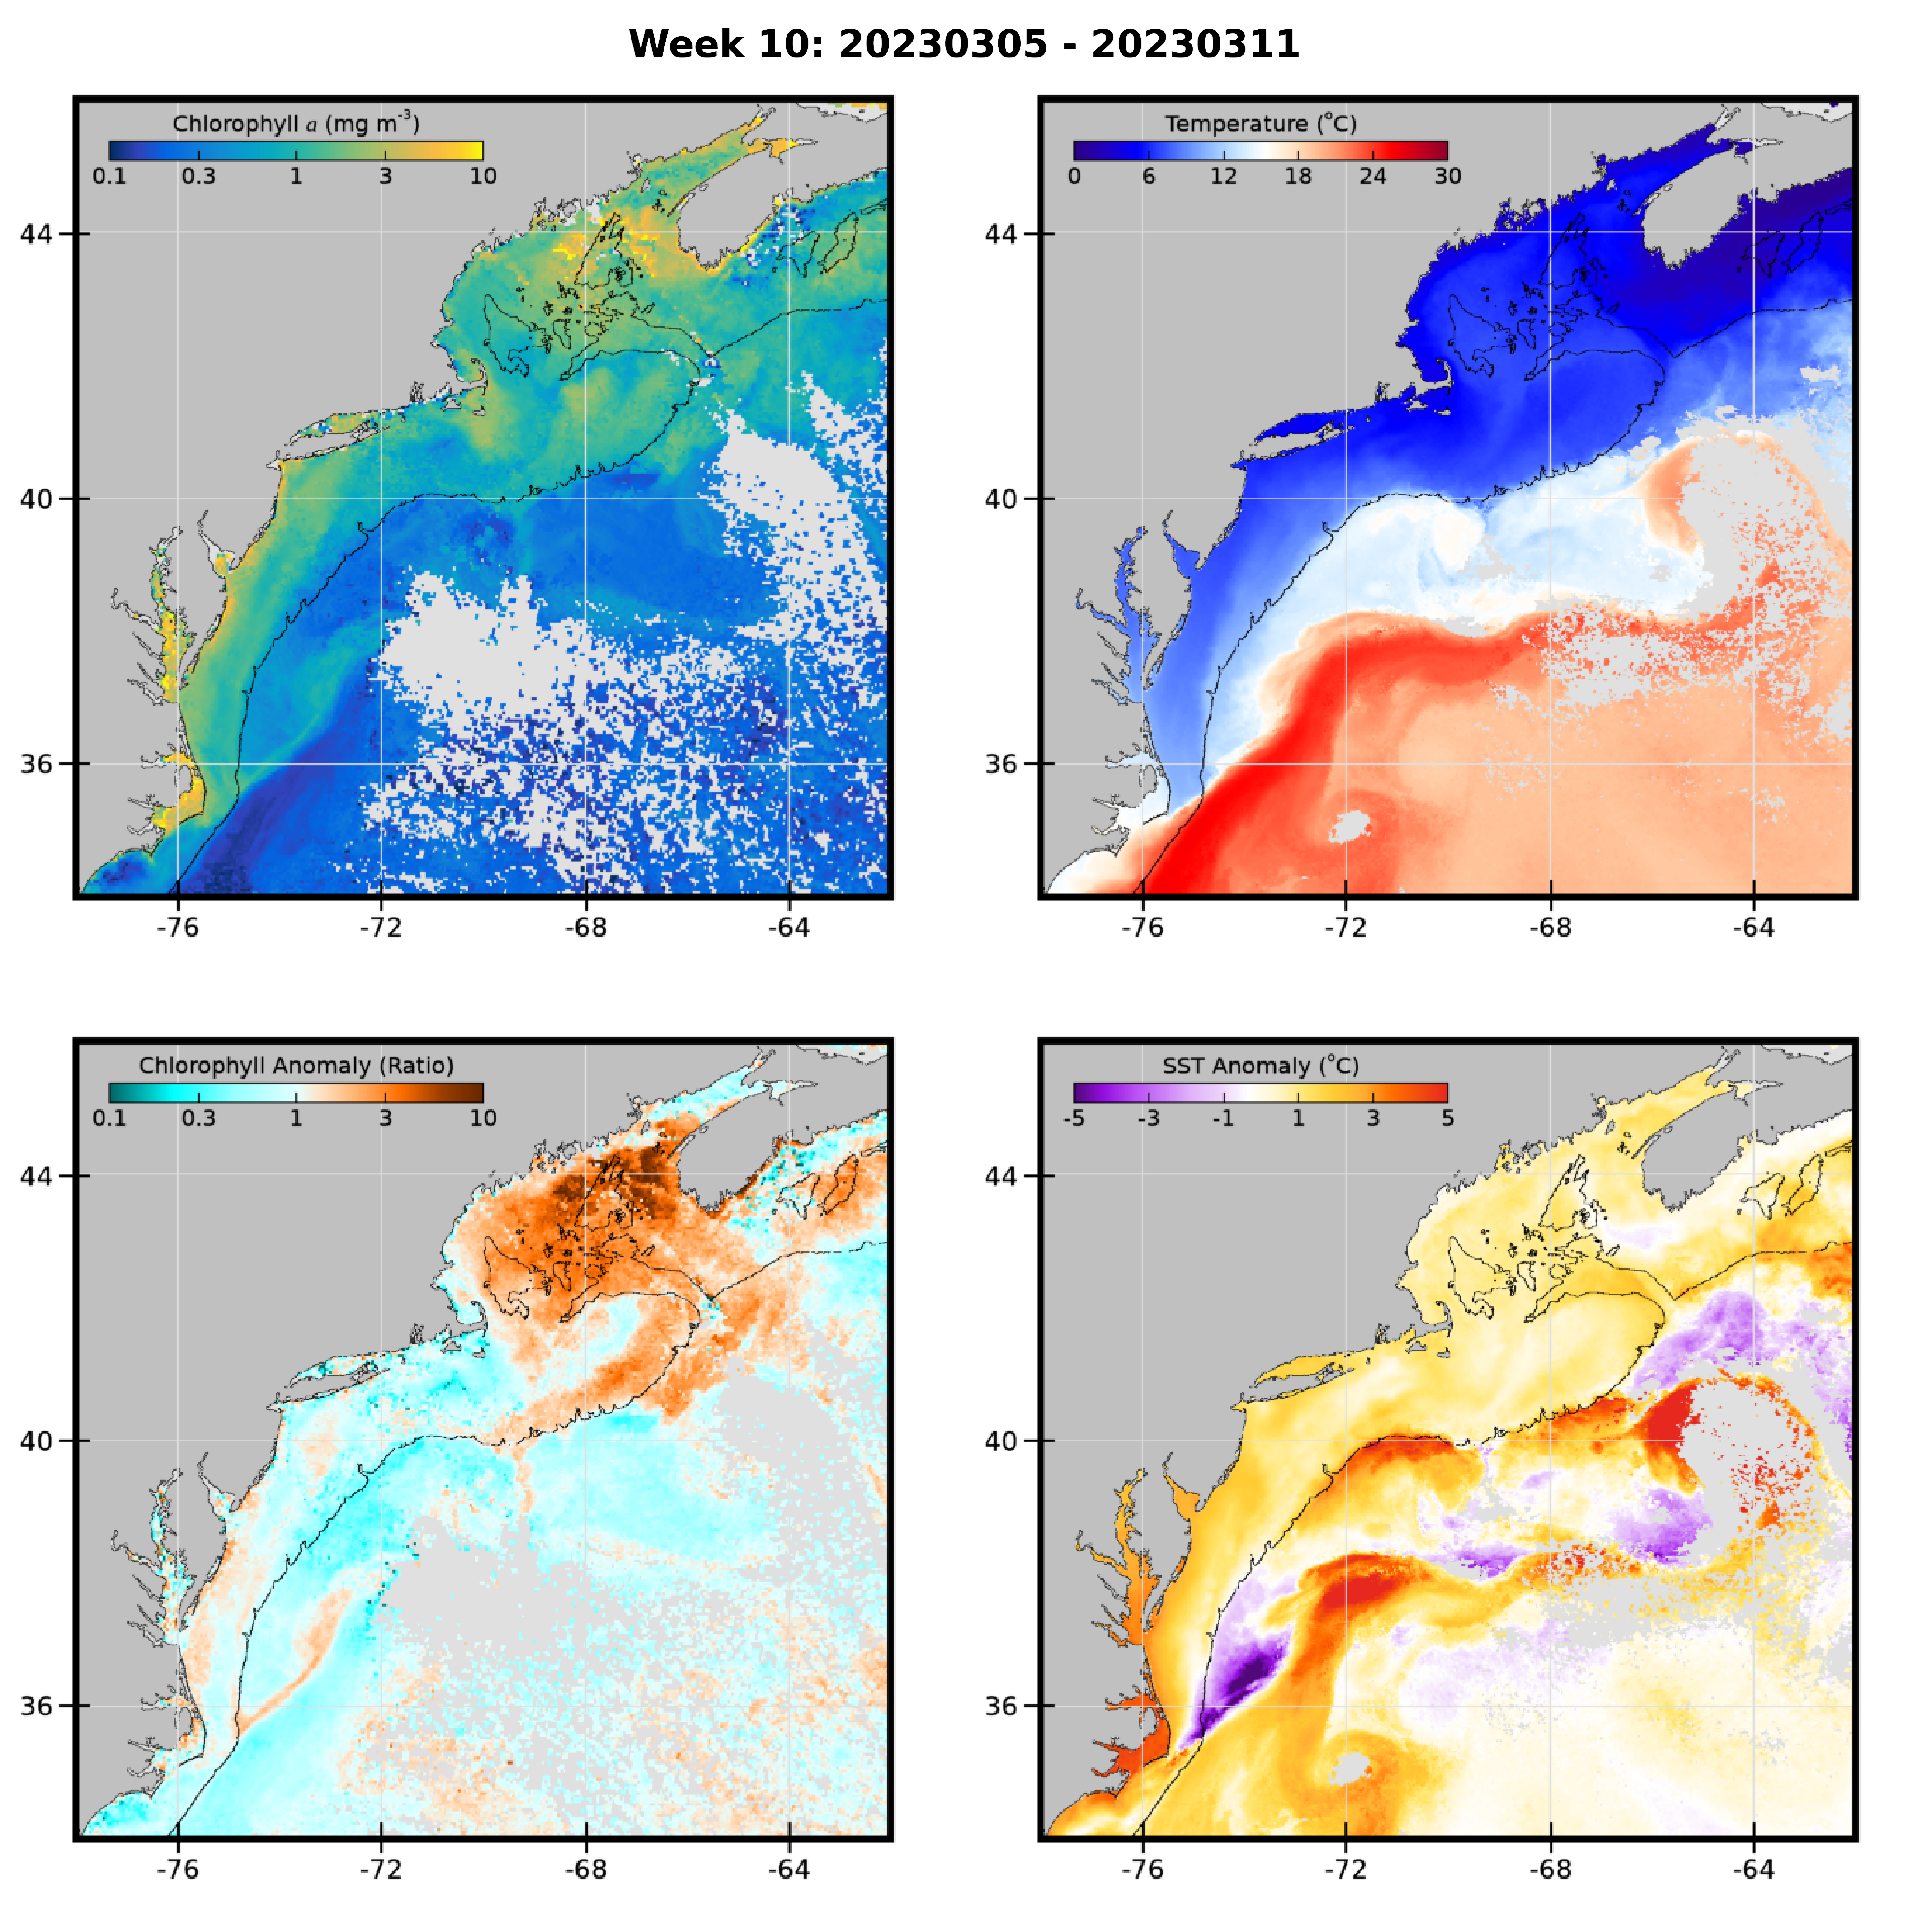 Week 10: 20230305 - 20230311
Chlorophyll a (mg m⁻³)
0.1 0.3 1 3 10
44
40
36
-76 -72 -68 -64
Temperature (°C)
0 6 12 18 24 30
44
40
36
-76 -72 -68 -64
Chlorophyll Anomaly (Ratio)
0.1 0.3 1 3 10
44
40
36
-76 -72 -68 -64
SST Anomaly (°C)
-5 -3 -1 1 3 5
44
40
36
-76 -72 -68 -64